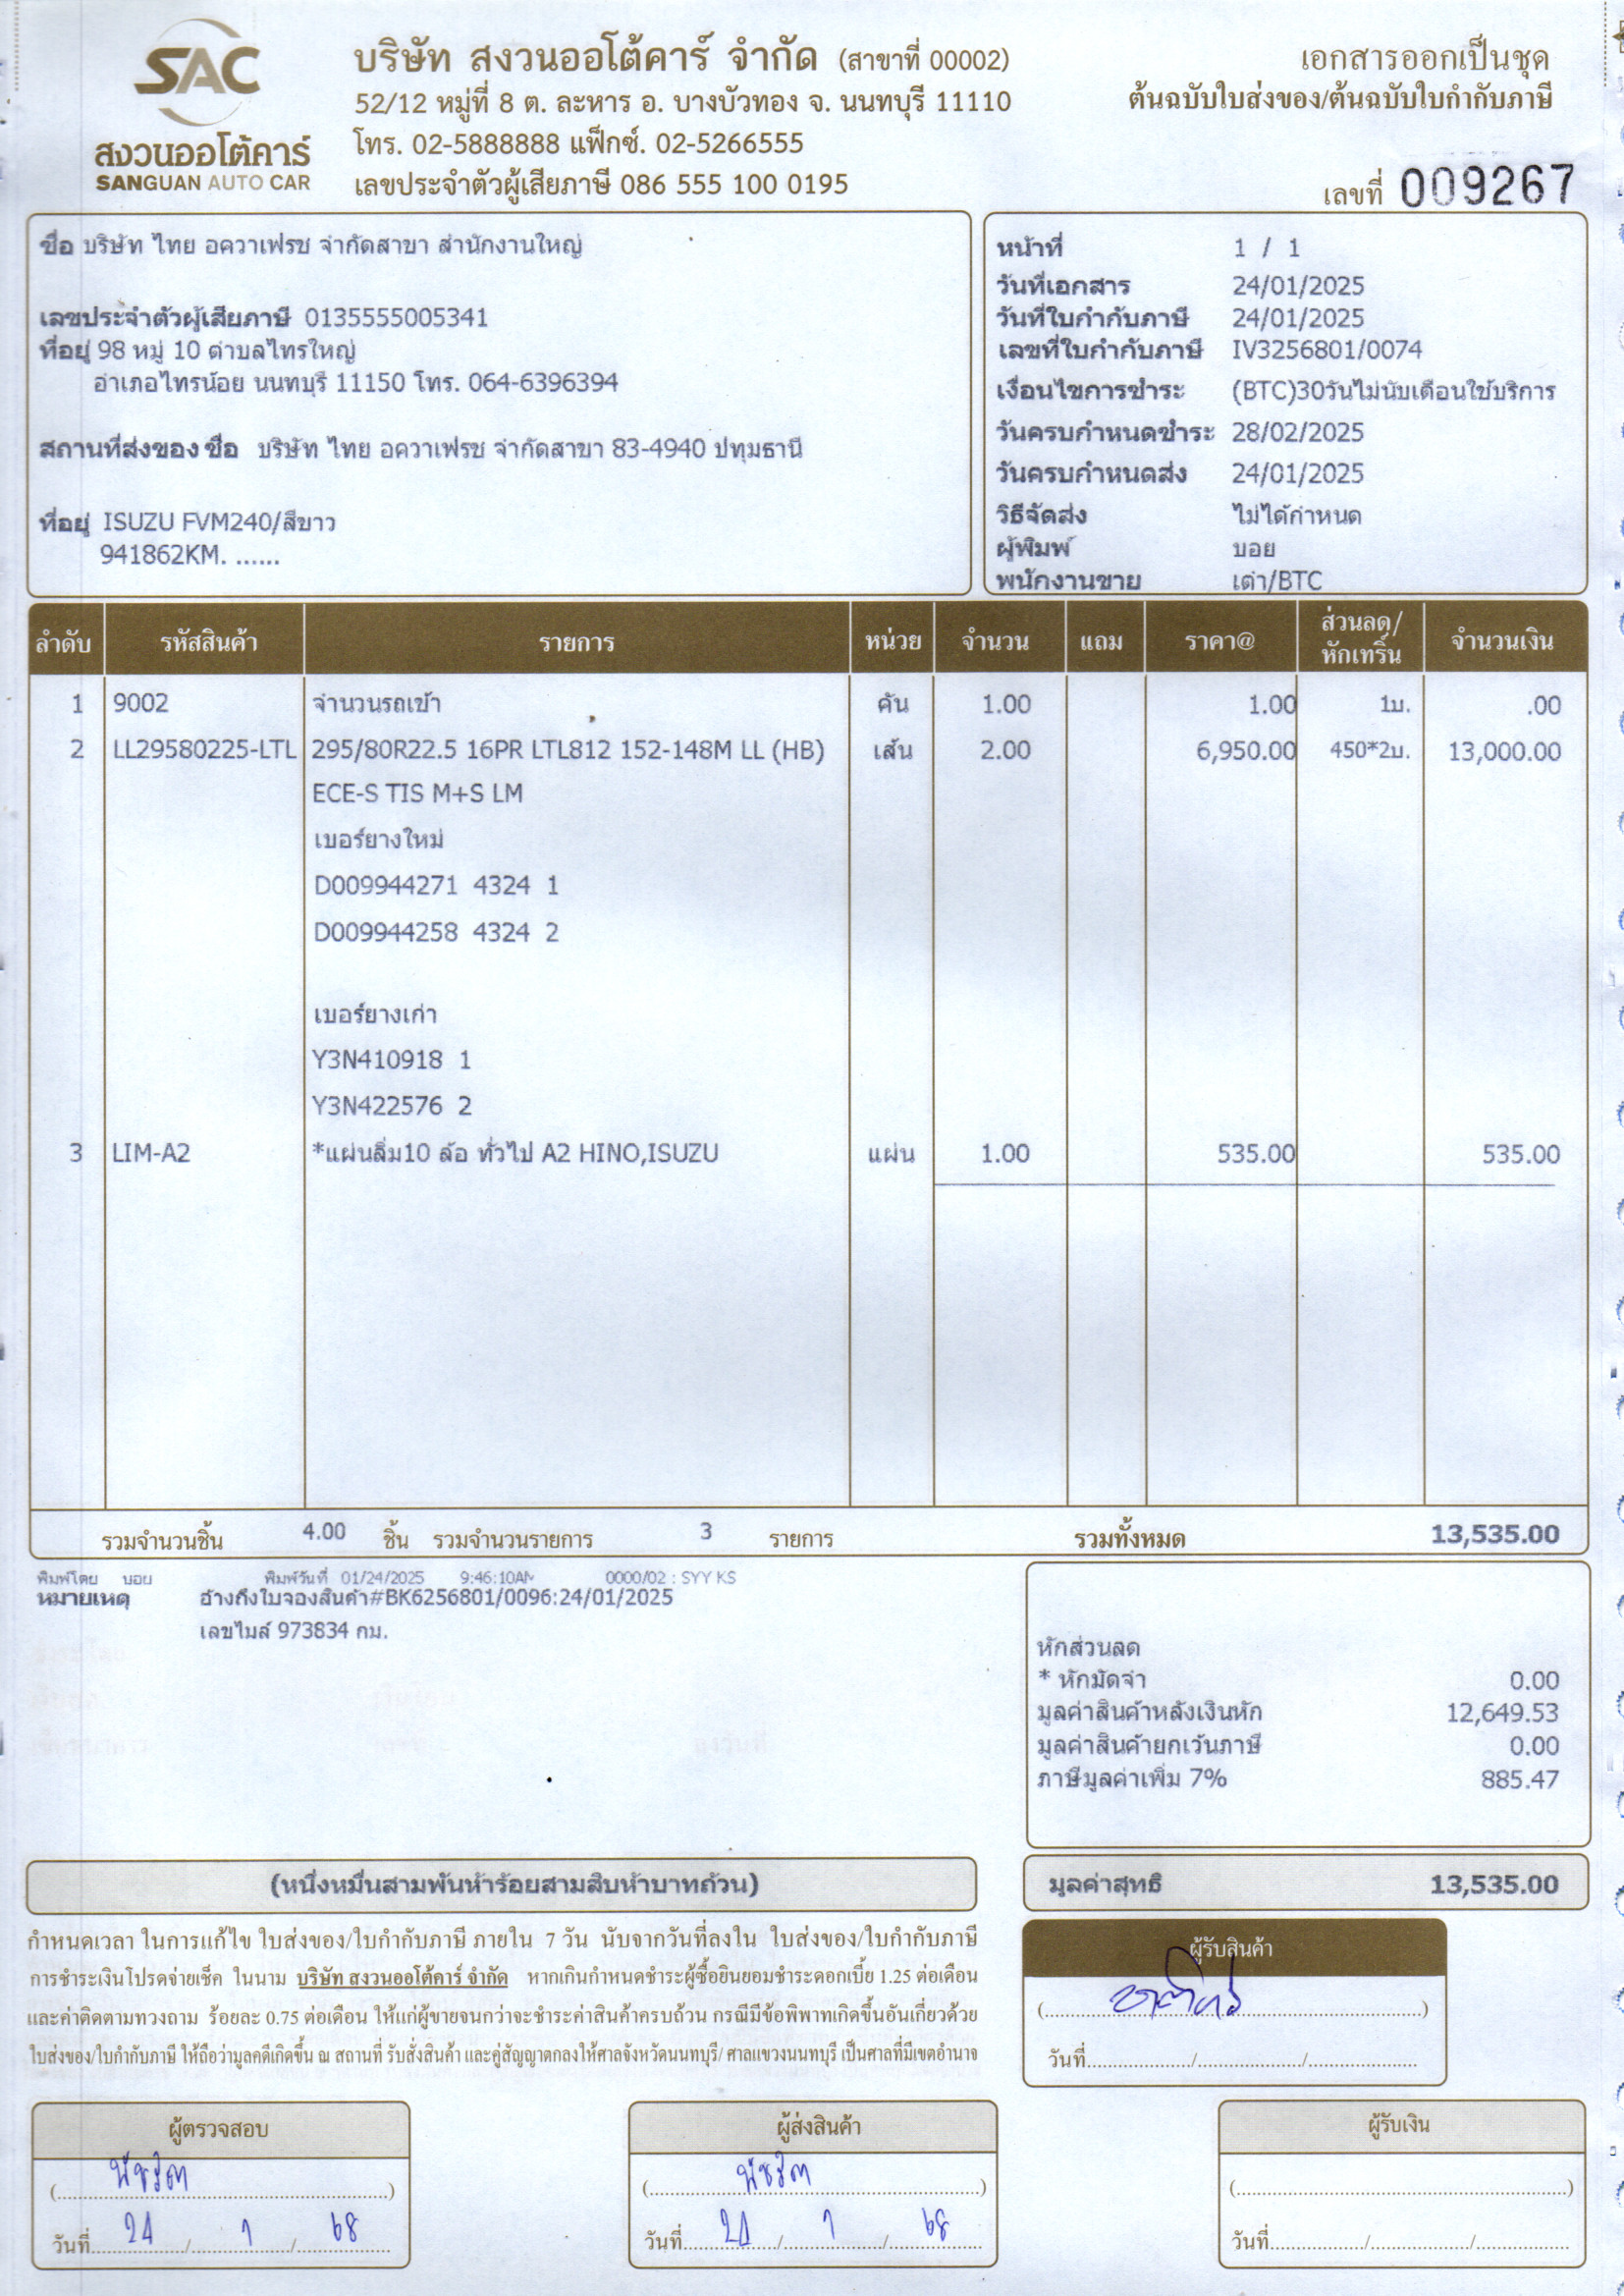 SAC
สงวนออโต้คาร์
SANGUAN AUTO CAR
บริษัท สงวนออโต้คาร์ จำกัด (สาขาที่ 00002)
52/12 หมู่ที่ 8 ต. ละหาร อ. บางบัวทอง จ. นนทบุรี 11110
โทร. 02-5888888 แฟ็กซ์. 02-5266555
เลขประจำตัวผู้เสียภาษี 086 555 100 0195
เอกสารออกเป็นชุด
ต้นฉบับใบส่งของ/ต้นฉบับใบกำกับภาษี
เลขที่ 009267
ชื่อ บริษัท ไทย อควาเฟรช จำกัดสาขา สำนักงานใหญ่
เลขประจำตัวผู้เสียภาษี 0135555005341
ที่อยู่ 98 หมู่ 10 ตำบลไทรใหญ่
อำเภอไทรน้อย นนทบุรี 11150 โทร. 064-6396394
สถานที่ส่งของ ชื่อ บริษัท ไทย อควาเฟรช จำกัดสาขา 83-4940 ปทุมธานี
ที่อยู่ ISUZU FVM240/สีขาว
941862KM. ......
หน้าที่ 1 / 1
วันที่เอกสาร 24/01/2025
วันที่ใบกำกับภาษี 24/01/2025
เลขที่ใบกำกับภาษี IV3256801/0074
เงื่อนไขการชำระ (BTC)30วันไม่นับเดือนใช้บริการ
วันครบกำหนดชำระ 28/02/2025
วันครบกำหนดส่ง 24/01/2025
วิธีจัดส่ง ไม่ได้กำหนด
ผู้พิมพ์ บอย
พนักงานขาย เต๋า/BTC
ลำดับ รหัสสินค้า รายการ หน่วย จำนวน แถม ราคา@ ส่วนลด/หักเทริ์น จำนวนเงิน
1 9002 จำนวนรถเข้า คัน 1.00 1.00 1บ. .00
2 LL29580225-LTL 295/80R22.5 16PR LTL812 152-148M LL (HB) เส้น 2.00 6,950.00 450*2บ. 13,000.00
ECE-S TIS M+S LM
เบอร์ยางใหม่
D009944271 4324 1
D009944258 4324 2
เบอร์ยางเก่า
Y3N410918 1
Y3N422576 2
3 LIM-A2 *แผ่นลิ่ม10 ล้อ ทั่วไป A2 HINO,ISUZU แผ่น 1.00 535.00 535.00
รวมจำนวนชิ้น 4.00 ชิ้น รวมจำนวนรายการ 3 รายการ รวมทั้งหมด 13,535.00
พิมพ์โดย บอย พิมพ์วันที่ 01/24/2025 9:46:10AM 0000/02 : SYY KS
หมายเหตุ อ้างถึงใบจองสินค้า#BK6256801/0096:24/01/2025
เลขไมล์ 973834 กม.
หักส่วนลด
* หักมัดจำ 0.00
มูลค่าสินค้าหลังเงินหัก 12,649.53
มูลค่าสินค้ายกเว้นภาษี 0.00
ภาษีมูลค่าเพิ่ม 7% 885.47
(หนึ่งหมื่นสามพันห้าร้อยสามสิบห้าบาทถ้วน)
มูลค่าสุทธิ 13,535.00
กำหนดเวลา ในการแก้ไข ใบส่งของ/ใบกำกับภาษี ภายใน 7 วัน นับจากวันที่ลงใน ใบส่งของ/ใบกำกับภาษี
การชำระเงินโปรดจ่ายเช็ค ในนาม บริษัท สงวนออโต้คาร์ จำกัด หากเกินกำหนดชำระผู้ซื้อยินยอมชำระดอกเบี้ย 1.25 ต่อเดือน
และค่าติดตามทวงถาม ร้อยละ 0.75 ต่อเดือน ให้แก่ผู้ขายจนกว่าจะชำระค่าสินค้าครบถ้วน กรณีมีข้อพิพาทเกิดขึ้นอันเกี่ยวด้วย
ใบส่งของ/ใบกำกับภาษี ให้ถือว่ามูลคดีเกิดขึ้น ณ สถานที่ รับสั่งสินค้า และคู่สัญญาตกลงให้ศาลจังหวัดนนทบุรี/ ศาลแขวงนนทบุรี เป็นศาลที่มีเขตอำนาจ
ผู้รับสินค้า
วันที่......../......../........
ผู้ตรวจสอบ
(พัชริดา)
วันที่ 24 / 1 / 68
ผู้ส่งสินค้า
(พัชริดา)
วันที่ 24 / 1 / 68
ผู้รับเงิน
(........................)
วันที่......../......../........